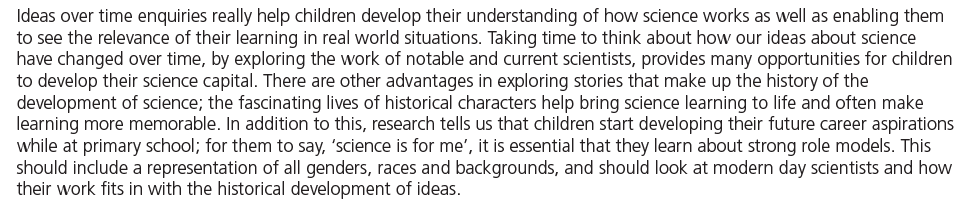 Ideas over time enquiries really help children develop their understanding of how science works as well as enabling them
to see the relevance of their learning in real world situations. Taking time to think about how our ideas about science
have changed over time, by exploring the work of notable and current scientists, provides many opportunities for children
to develop their science capital. There are other advantages in exploring stories that make up the history of the
development of science; the fascinating lives of historical characters help bring science learning to life and often make
learning more memorable. In addition to this, research tells us that children start developing their future career aspirations
while at primary school; for them to say, ‘science is for me’, it is essential that they learn about strong role models. This
should include a representation of all genders, races and backgrounds, and should look at modern day scientists and how
their work fits in with the historical development of ideas.